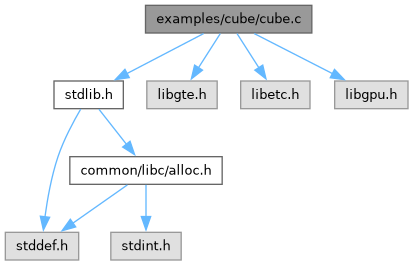 examples/cube/cube.c
stdlib.h
libgte.h
libetc.h
libgpu.h
common/libc/alloc.h
stddef.h
stdint.h